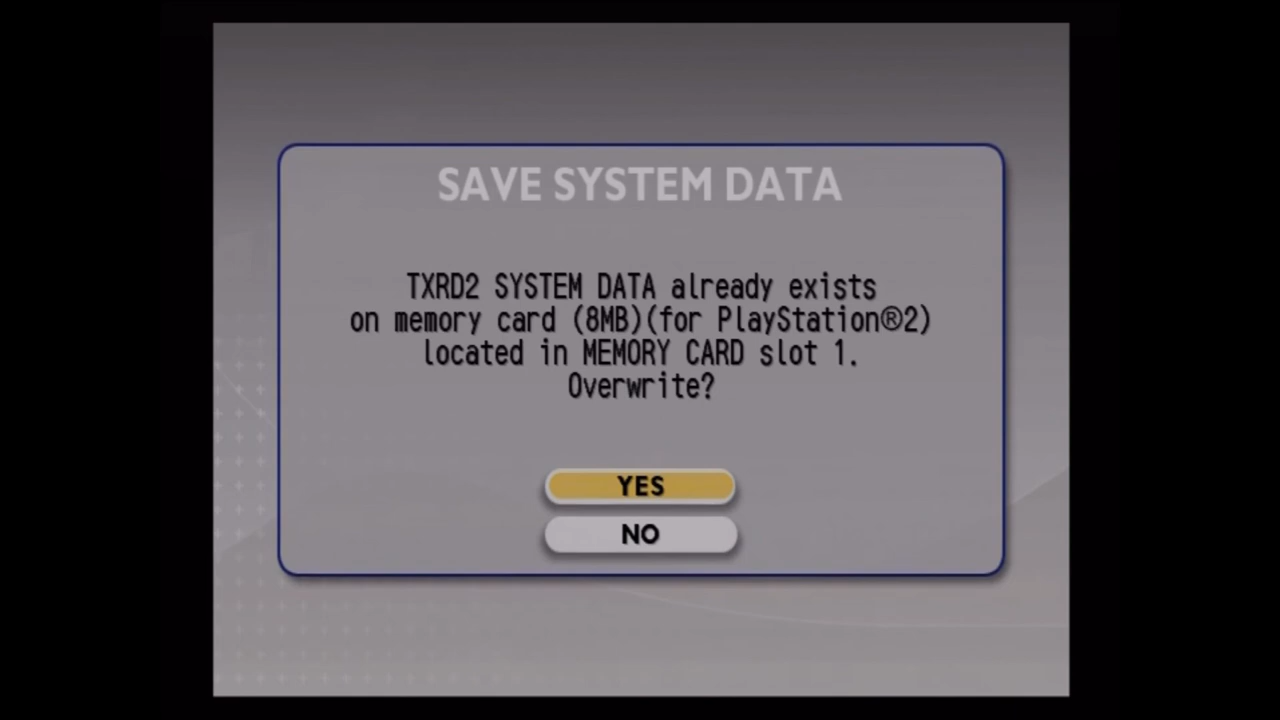 SAVE SYSTEM DATA
TXRD2 SYSTEM DATA already exists
on memory card (8MB)(for PlayStation®2)
located in MEMORY CARD slot 1.
Overwrite?
YES
NO